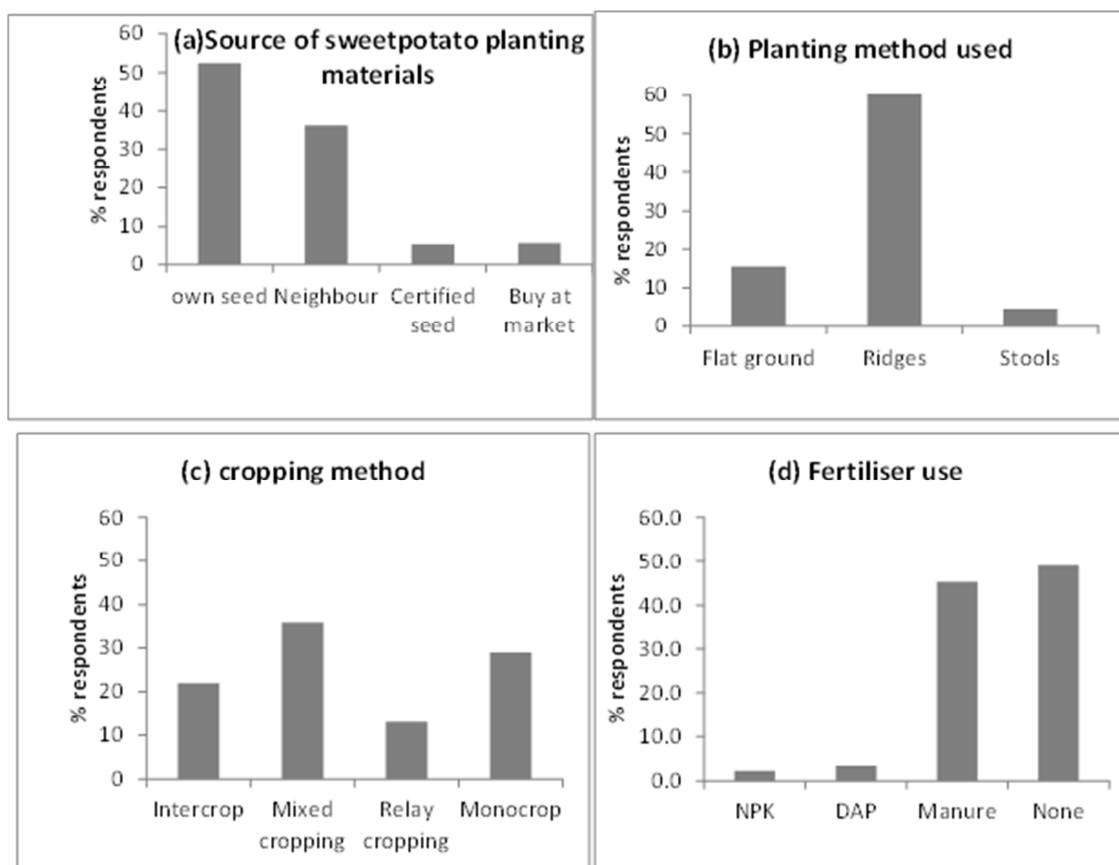 (a)Source of sweetpotato planting
materials
% respondents
60
50
40
30
20
10
0
own seed Neighbour Certified Buy at
seed market
(b) Planting method used
% respondents
60
50
40
30
20
10
0
Flat ground Ridges Stools
(c) cropping method
% respondents
60
50
40
30
20
10
0
Intercrop Mixed Relay Monocrop
cropping cropping
(d) Fertiliser use
% respondents
60.0
50.0
40.0
30.0
20.0
10.0
0.0
NPK DAP Manure None